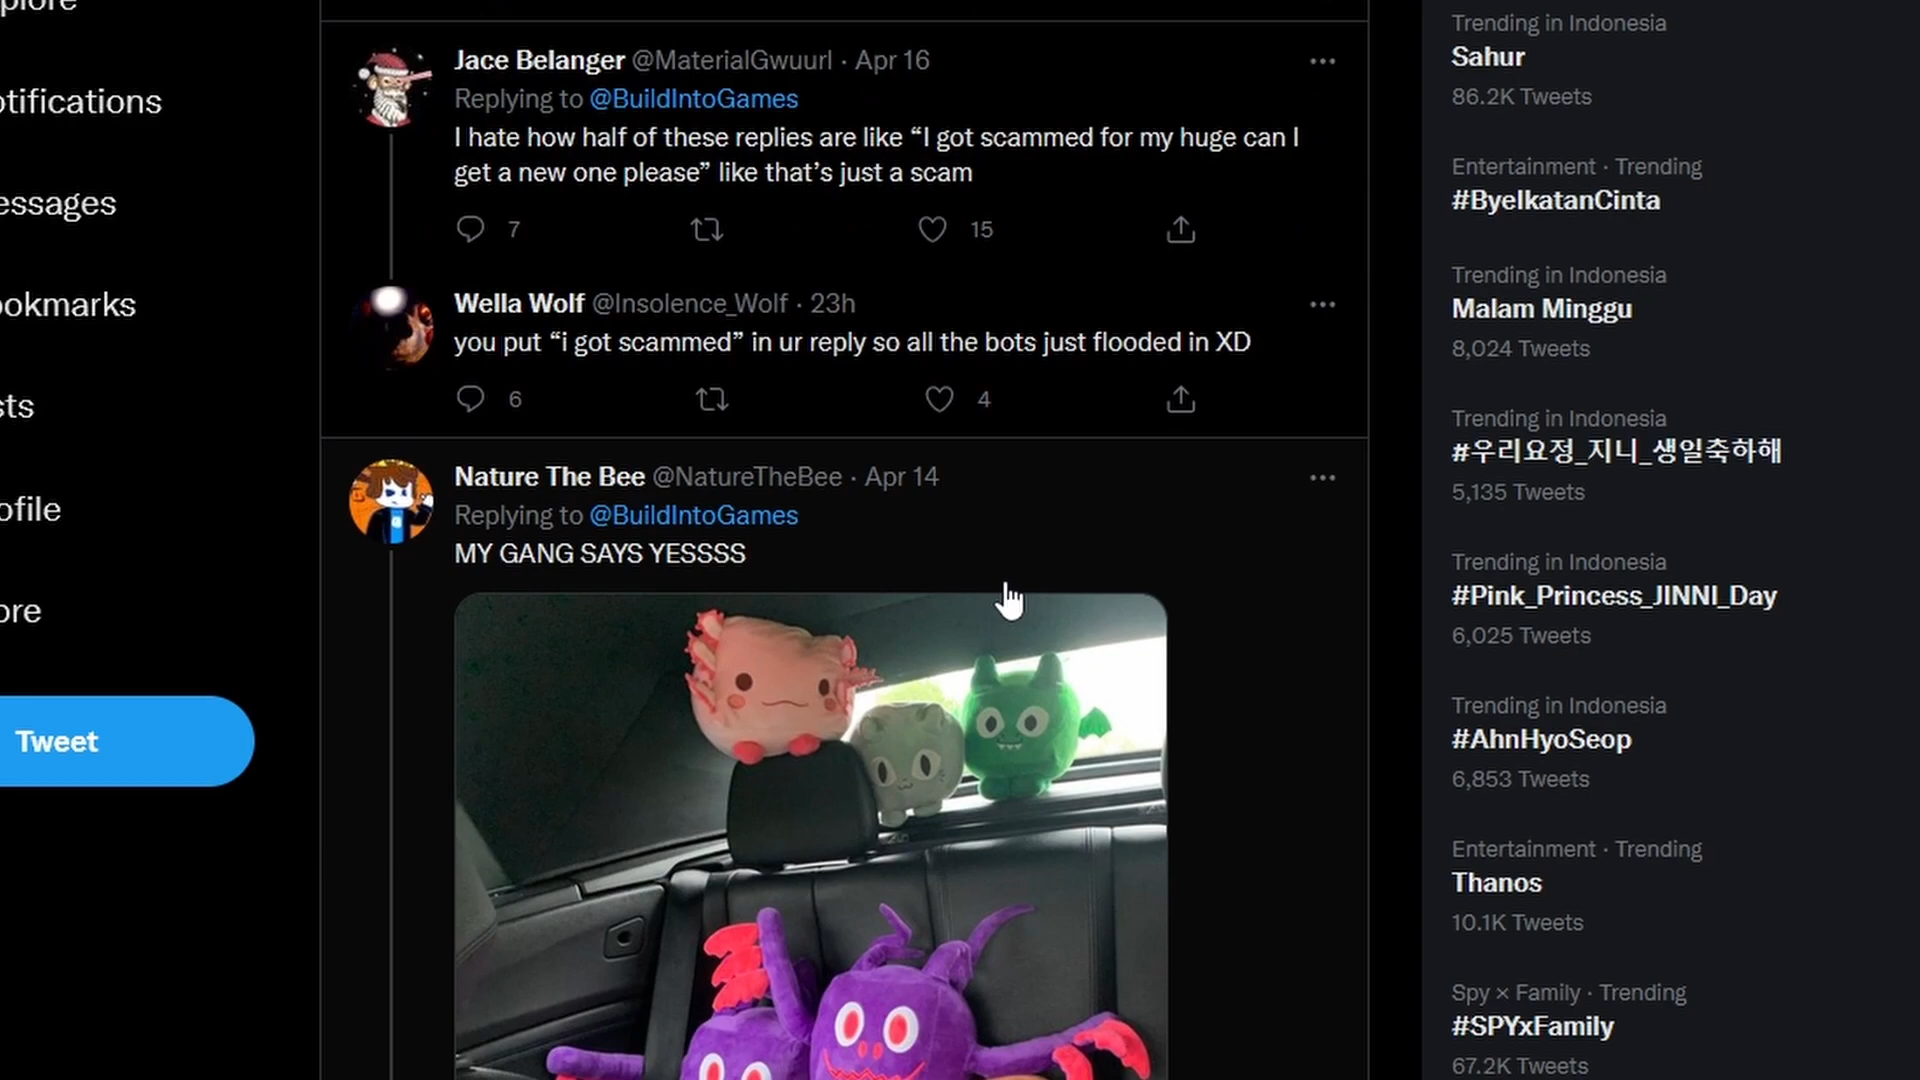 plore
otifications
essages
ookmarks
sts
ofile
ore
Tweet
Jace Belanger @MaterialGwuurl · Apr 16
Replying to @BuildIntoGames
I hate how half of these replies are like “I got scammed for my huge can I
get a new one please” like that’s just a scam
7
15
Wella Wolf @Insolence_Wolf · 23h
you put “i got scammed” in ur reply so all the bots just flooded in XD
6
4
Nature The Bee @NatureTheBee · Apr 14
Replying to @BuildIntoGames
MY GANG SAYS YESSSS
Trending in Indonesia
Sahur
86.2K Tweets
Entertainment · Trending
#ByeIkatanCinta
Trending in Indonesia
Malam Minggu
8,024 Tweets
Trending in Indonesia
#우리요정_지니_생일축하해
5,135 Tweets
Trending in Indonesia
#Pink_Princess_JINNI_Day
6,025 Tweets
Trending in Indonesia
#AhnHyoSeop
6,853 Tweets
Entertainment · Trending
Thanos
10.1K Tweets
Spy × Family · Trending
#SPYxFamily
67.2K Tweets